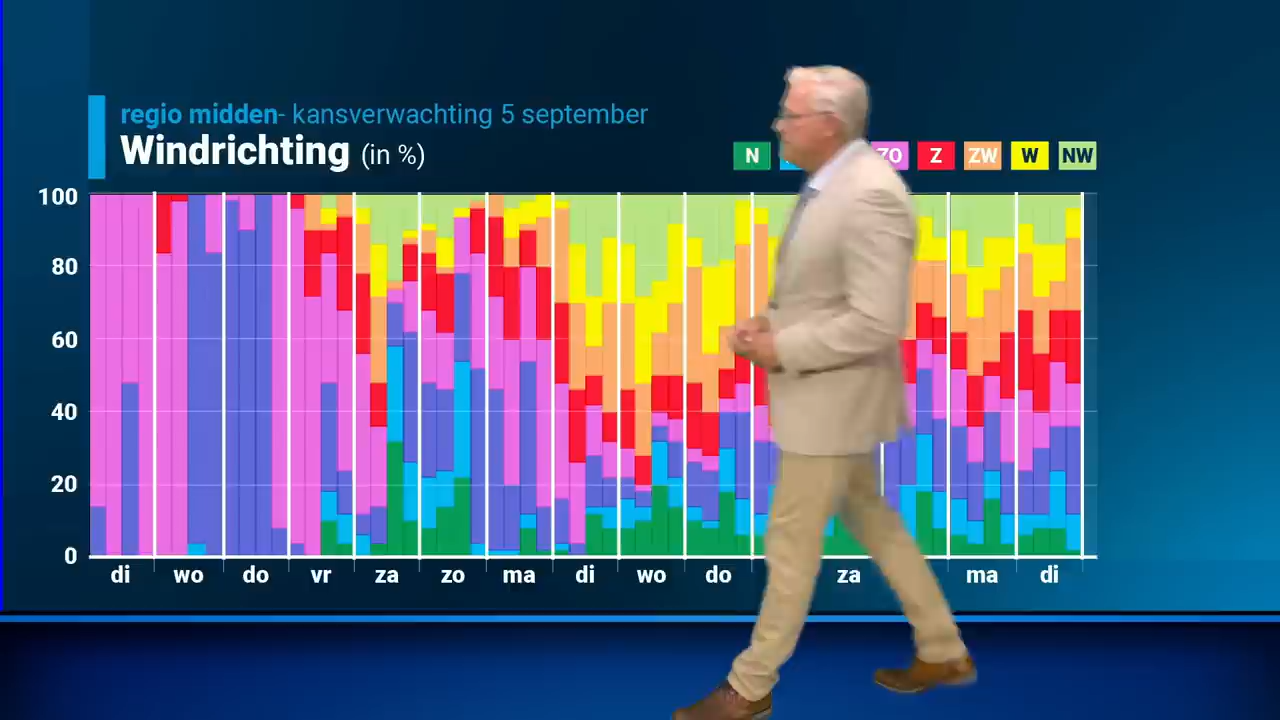 regio midden- kansverwachting 5 september
Windrichting (in %)
N ZO Z ZW W NW
100
80
60
40
20
0
di wo do vr za zo ma di wo do za ma di